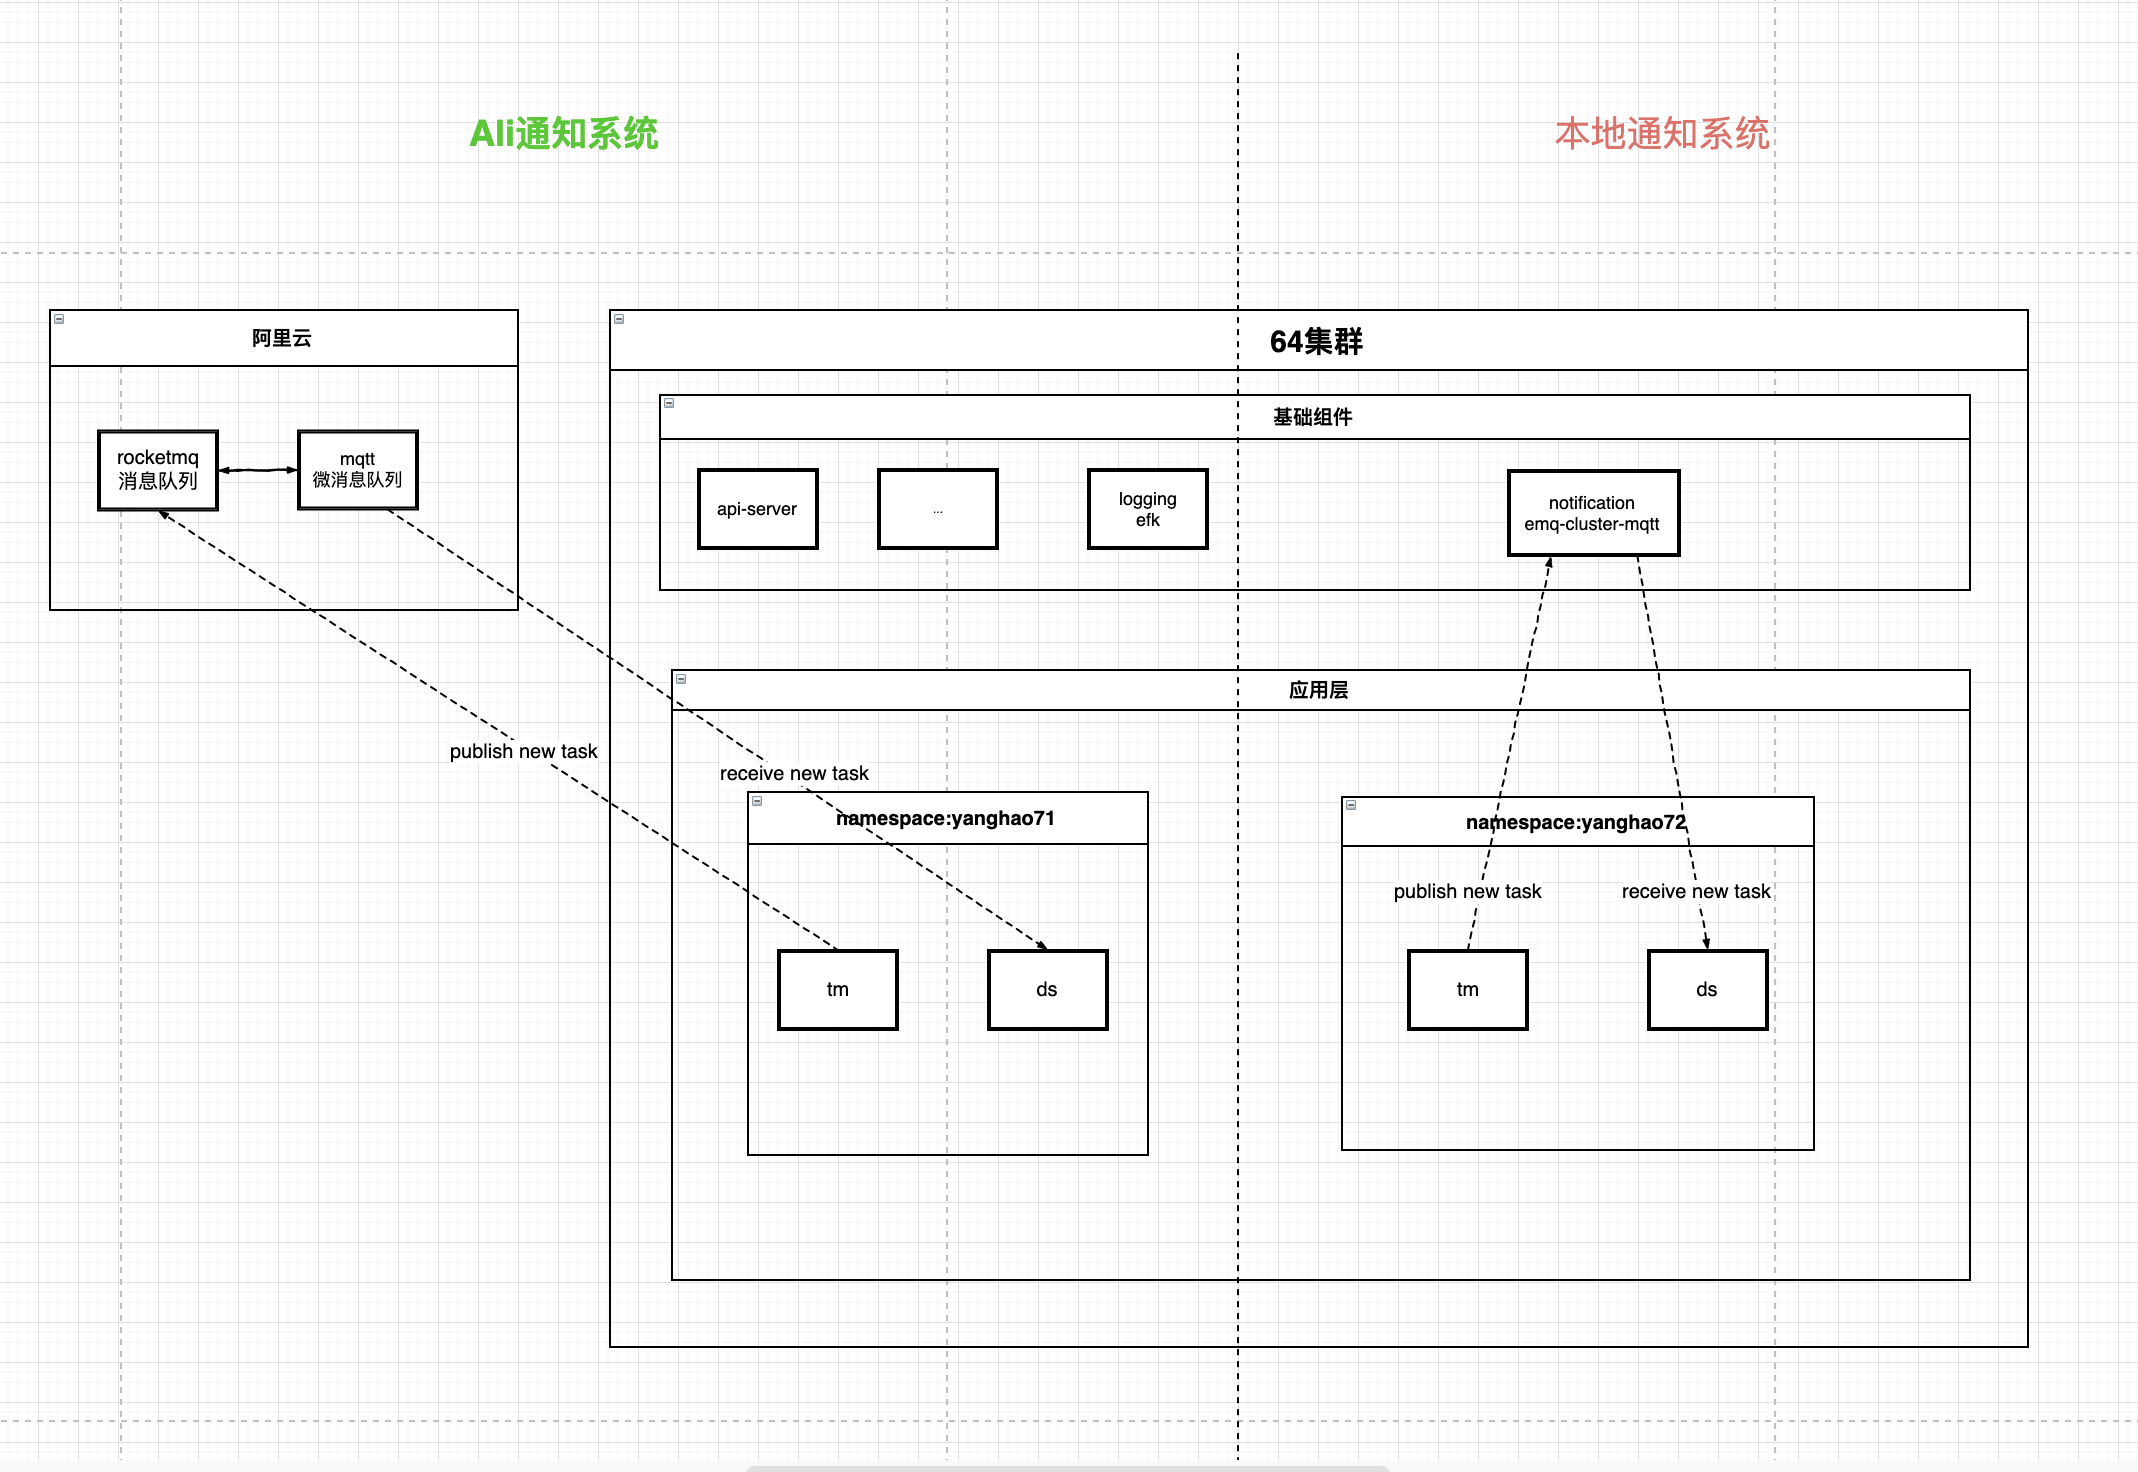 Ali通知系统
本地通知系统
阿里云
rocketmq
消息队列
mqtt
微消息队列
64集群
基础组件
api-server
...
logging
efk
notification
emq-cluster-mqtt
应用层
publish new task
receive new task
namespace:yanghao71
tm
ds
namespace:yanghao72
publish new task
receive new task
tm
ds